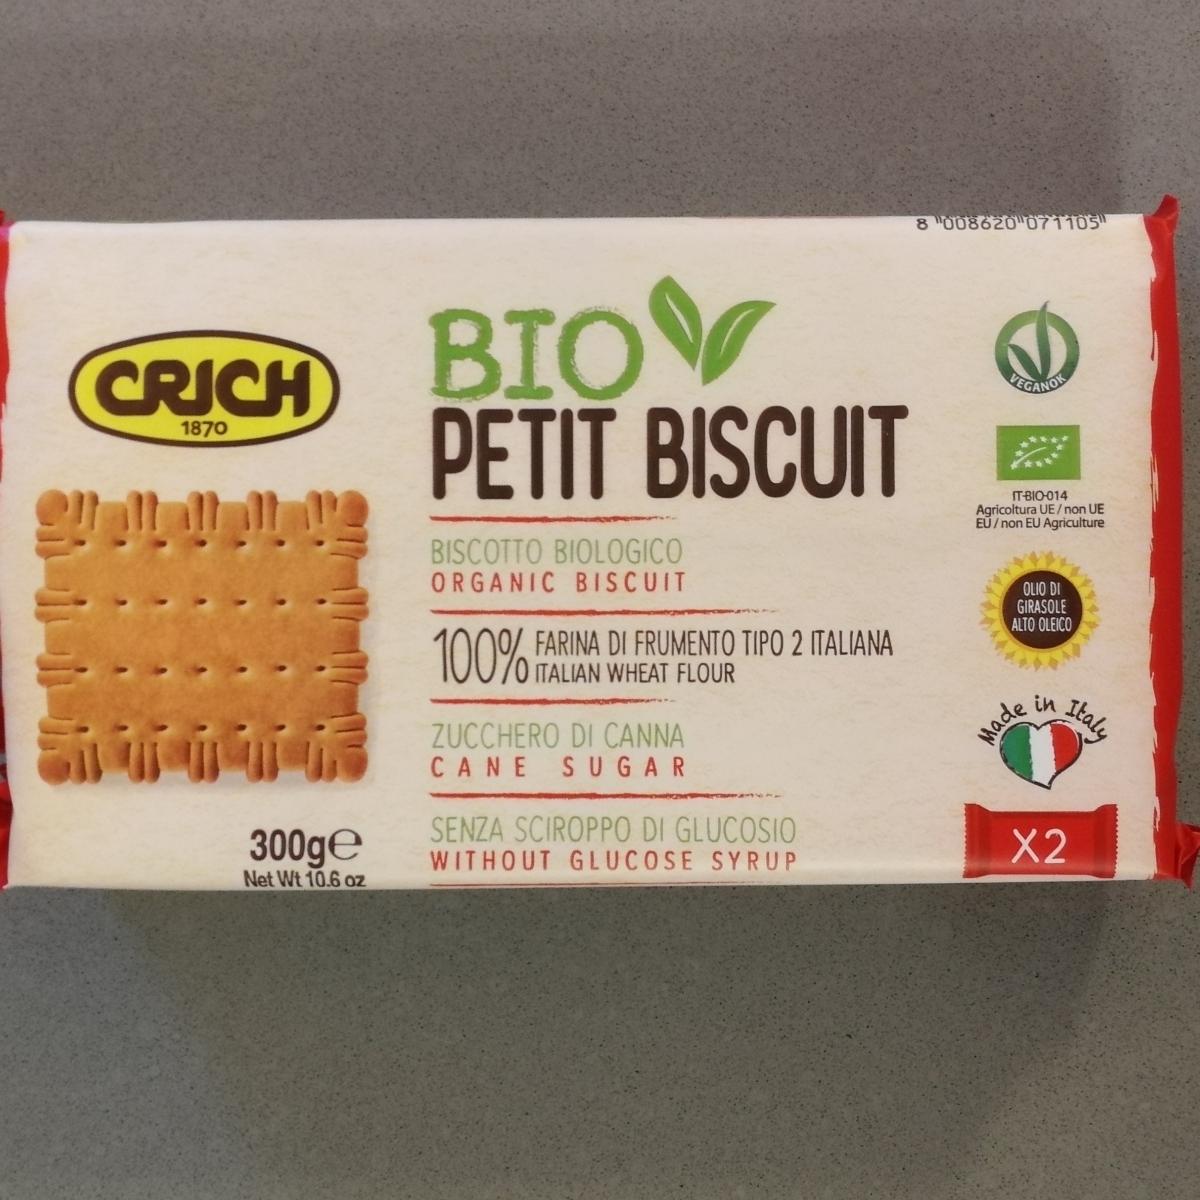 8 008620 071105
CRICH
1870
BIO
PETIT BISCUIT
BISCOTTO BIOLOGICO
ORGANIC BISCUIT
100% FARINA DI FRUMENTO TIPO 2 ITALIANA
ITALIAN WHEAT FLOUR
ZUCCHERO DI CANNA
CANE SUGAR
SENZA SCIROPPO DI GLUCOSIO
WITHOUT GLUCOSE SYRUP
300g℮
Net Wt 10.6 oz
VEGANOK
IT-BIO-014
Agricoltura UE / non UE
EU / non EU Agriculture
OLIO DI
GIRASOLE
ALTO OLEICO
Made in Italy
X2